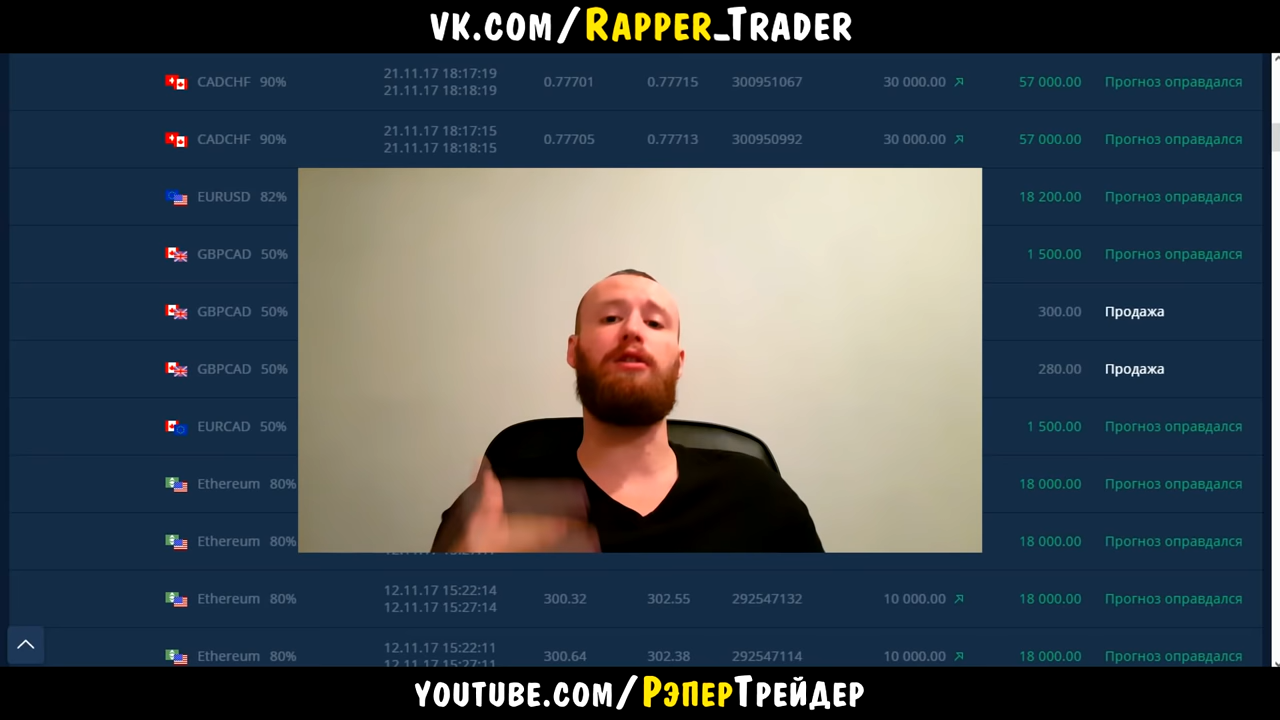 vk.com/Rapper_Trader
CADCHF 90% 21.11.17 18:17:19 0.77701 0.77715 300951067 30 000.00 57 000.00 Прогноз оправдался
21.11.17 18:18:19
CADCHF 90% 21.11.17 18:17:15 0.77705 0.77713 300950992 30 000.00 57 000.00 Прогноз оправдался
21.11.17 18:18:15
EURUSD 82% 18 200.00 Прогноз оправдался
GBPCAD 50% 1 500.00 Прогноз оправдался
GBPCAD 50% 300.00 Продажа
GBPCAD 50% 280.00 Продажа
EURCAD 50% 1 500.00 Прогноз оправдался
Ethereum 80% 18 000.00 Прогноз оправдался
Ethereum 80% 18 000.00 Прогноз оправдался
Ethereum 80% 12.11.17 15:22:14 300.32 302.55 292547132 10 000.00 18 000.00 Прогноз оправдался
12.11.17 15:27:14
Ethereum 80% 12.11.17 15:22:11 300.64 302.38 292547114 10 000.00 18 000.00 Прогноз оправдался
12.11.17 15:27:11
youtube.com/РэперТрейдер